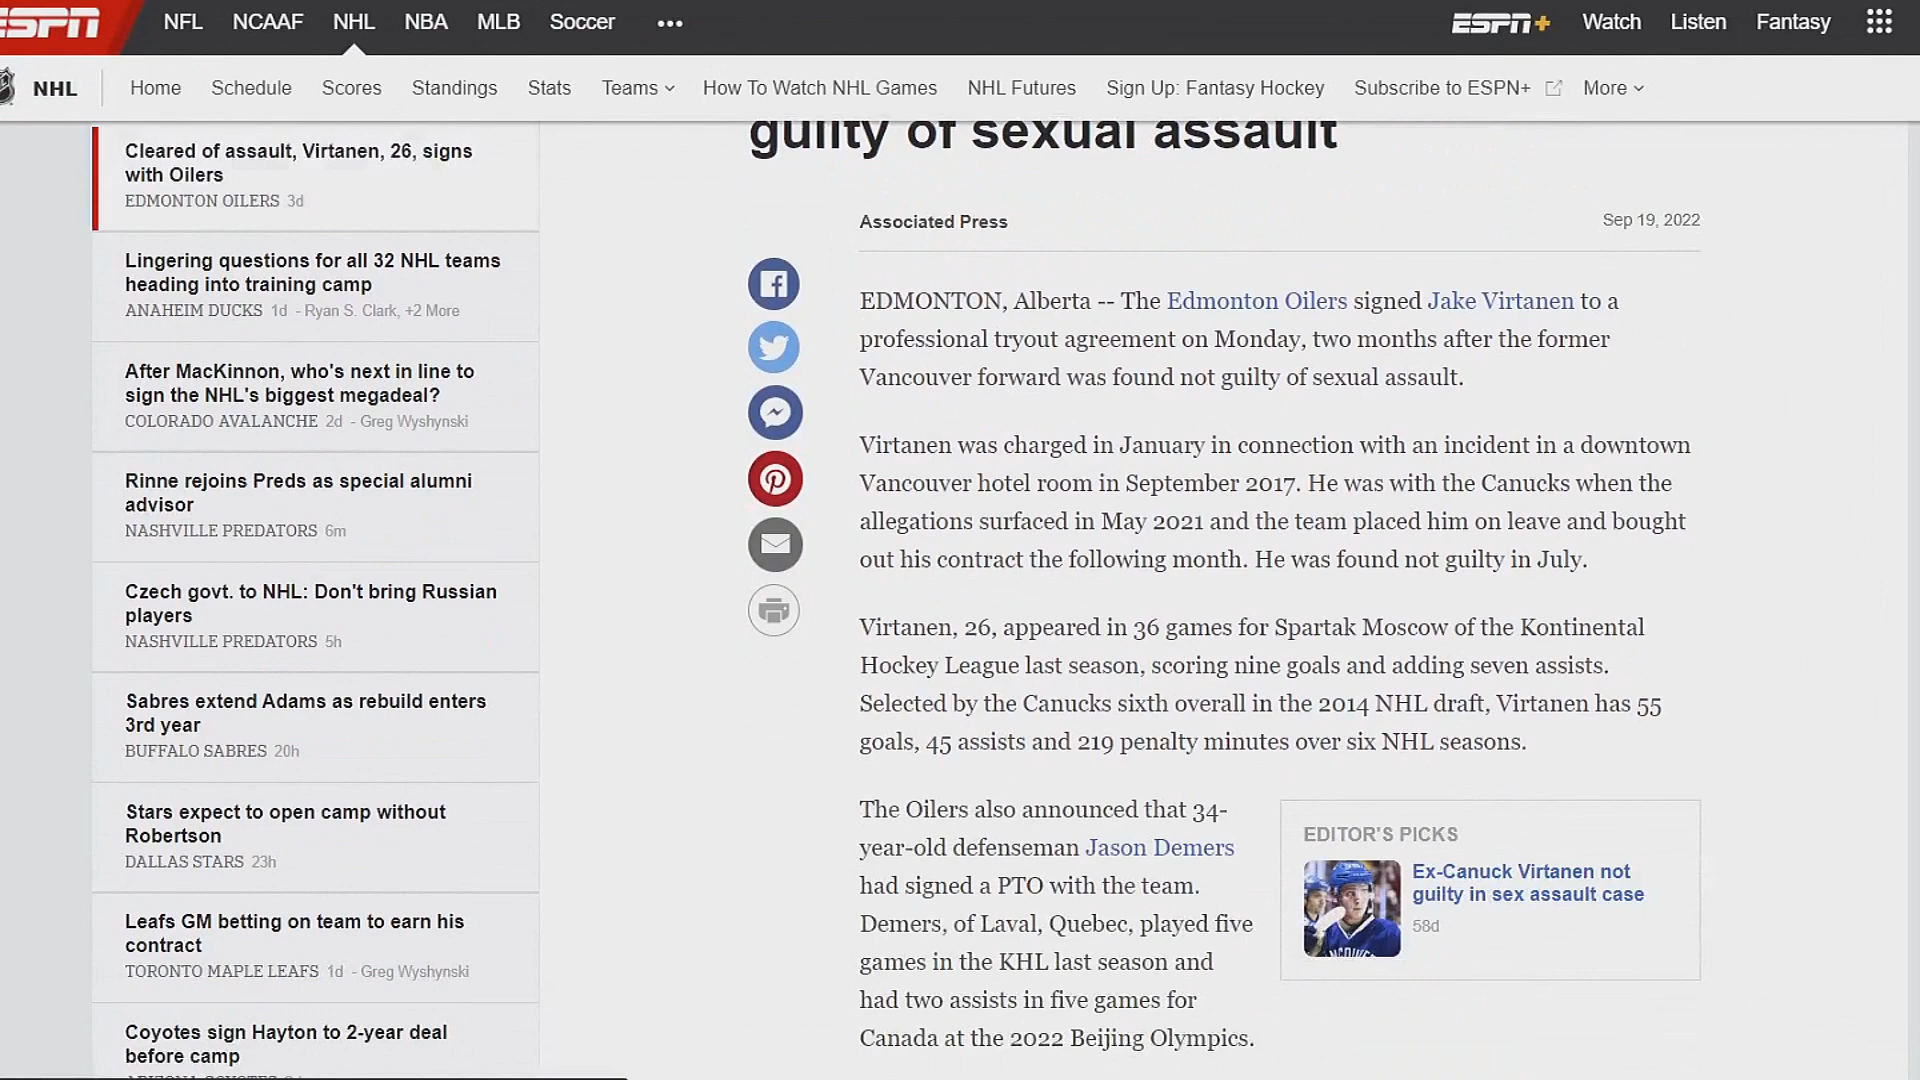 ESPN NFL NCAAF NHL NBA MLB Soccer ••• ESPN+ Watch Listen Fantasy
NHL Home Schedule Scores Standings Stats Teams How To Watch NHL Games NHL Futures Sign Up: Fantasy Hockey Subscribe to ESPN+ More
Cleared of assault, Virtanen, 26, signs
with Oilers
EDMONTON OILERS 3d
Lingering questions for all 32 NHL teams
heading into training camp
ANAHEIM DUCKS 1d - Ryan S. Clark, +2 More
After MacKinnon, who's next in line to
sign the NHL's biggest megadeal?
COLORADO AVALANCHE 2d - Greg Wyshynski
Rinne rejoins Preds as special alumni
advisor
NASHVILLE PREDATORS 6m
Czech govt. to NHL: Don't bring Russian
players
NASHVILLE PREDATORS 5h
Sabres extend Adams as rebuild enters
3rd year
BUFFALO SABRES 20h
Stars expect to open camp without
Robertson
DALLAS STARS 23h
Leafs GM betting on team to earn his
contract
TORONTO MAPLE LEAFS 1d - Greg Wyshynski
Coyotes sign Hayton to 2-year deal
before camp
guilty of sexual assault
Associated Press Sep 19, 2022
EDMONTON, Alberta -- The Edmonton Oilers signed Jake Virtanen to a
professional tryout agreement on Monday, two months after the former
Vancouver forward was found not guilty of sexual assault.
Virtanen was charged in January in connection with an incident in a downtown
Vancouver hotel room in September 2017. He was with the Canucks when the
allegations surfaced in May 2021 and the team placed him on leave and bought
out his contract the following month. He was found not guilty in July.
Virtanen, 26, appeared in 36 games for Spartak Moscow of the Kontinental
Hockey League last season, scoring nine goals and adding seven assists.
Selected by the Canucks sixth overall in the 2014 NHL draft, Virtanen has 55
goals, 45 assists and 219 penalty minutes over six NHL seasons.
The Oilers also announced that 34-
year-old defenseman Jason Demers
had signed a PTO with the team.
Demers, of Laval, Quebec, played five
games in the KHL last season and
had two assists in five games for
Canada at the 2022 Beijing Olympics.
EDITOR'S PICKS
Ex-Canuck Virtanen not
guilty in sex assault case
58d